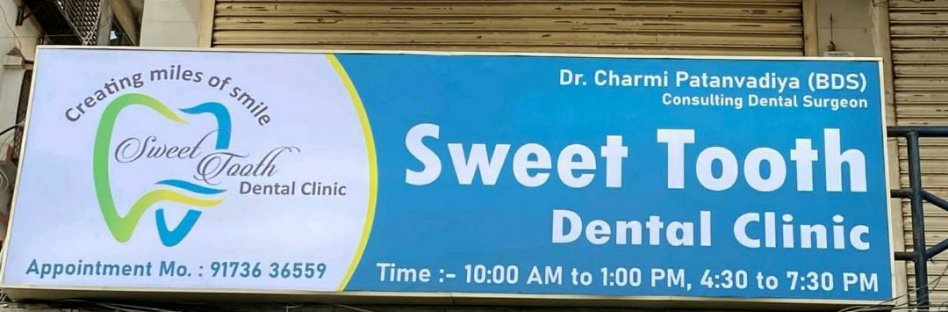 Creating miles of smile
Sweet Tooth
Dental Clinic
Appointment Mo. : 91736 36559
Dr. Charmi Patanvadiya (BDS)
Consulting Dental Surgeon
Sweet Tooth
Dental Clinic
Time :- 10:00 AM to 1:00 PM, 4:30 to 7:30 PM